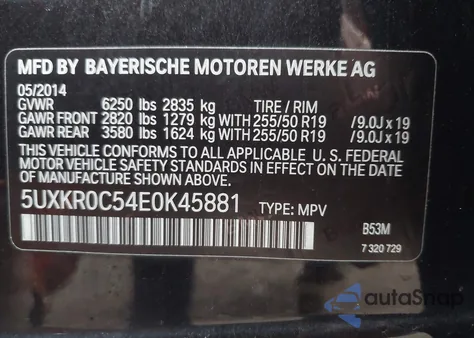 MFD BY BAYERISCHE MOTOREN WERKE AG
05/2014
GVWR 6250 lbs 2835 kg TIRE / RIM
GAWR FRONT 2820 lbs 1279 kg WITH 255/50 R19 /9.0J x 19
GAWR REAR 3580 lbs 1624 kg WITH 255/50 R19 /9.0J x 19
THIS VEHICLE CONFORMS TO ALL APPLICABLE U.S. FEDERAL
MOTOR VEHICLE SAFETY STANDARDS IN EFFECT ON THE DATE
OF MANUFACTURE SHOWN ABOVE.
5UXKR0C54E0K45881 TYPE: MPV
B53M
7 320 729
autoSnap